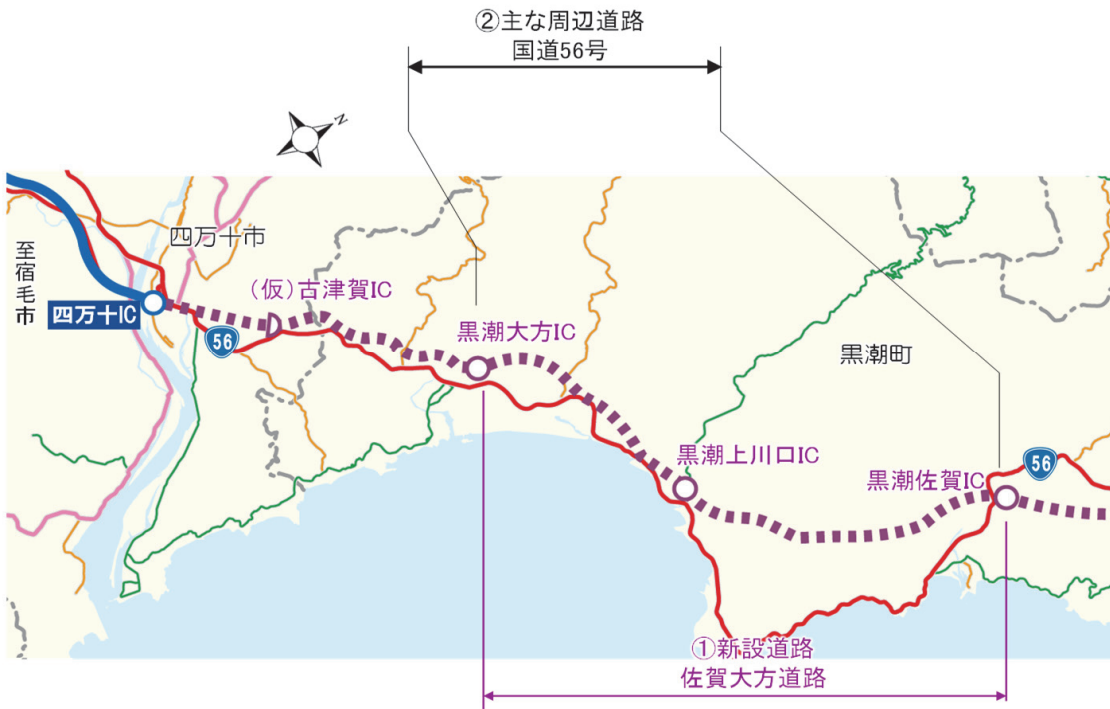 ②主な周辺道路
国道56号
N
四万十市
至宿毛市
(仮)古津賀IC
四万十IC
56
黒潮大方IC
黒潮町
黒潮上川口IC
黒潮佐賀IC
56
①新設道路
佐賀大方道路